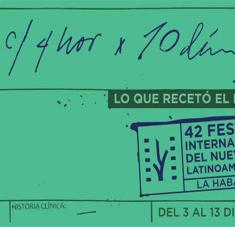 c/ 4 hor x 10 día
LO QUE RECETÓ EL
42 FES
INTERNA
DEL NUE
LATINOAM
LA HABA
HISTORIA CLÍNICA:
DEL 3 AL 13 DI